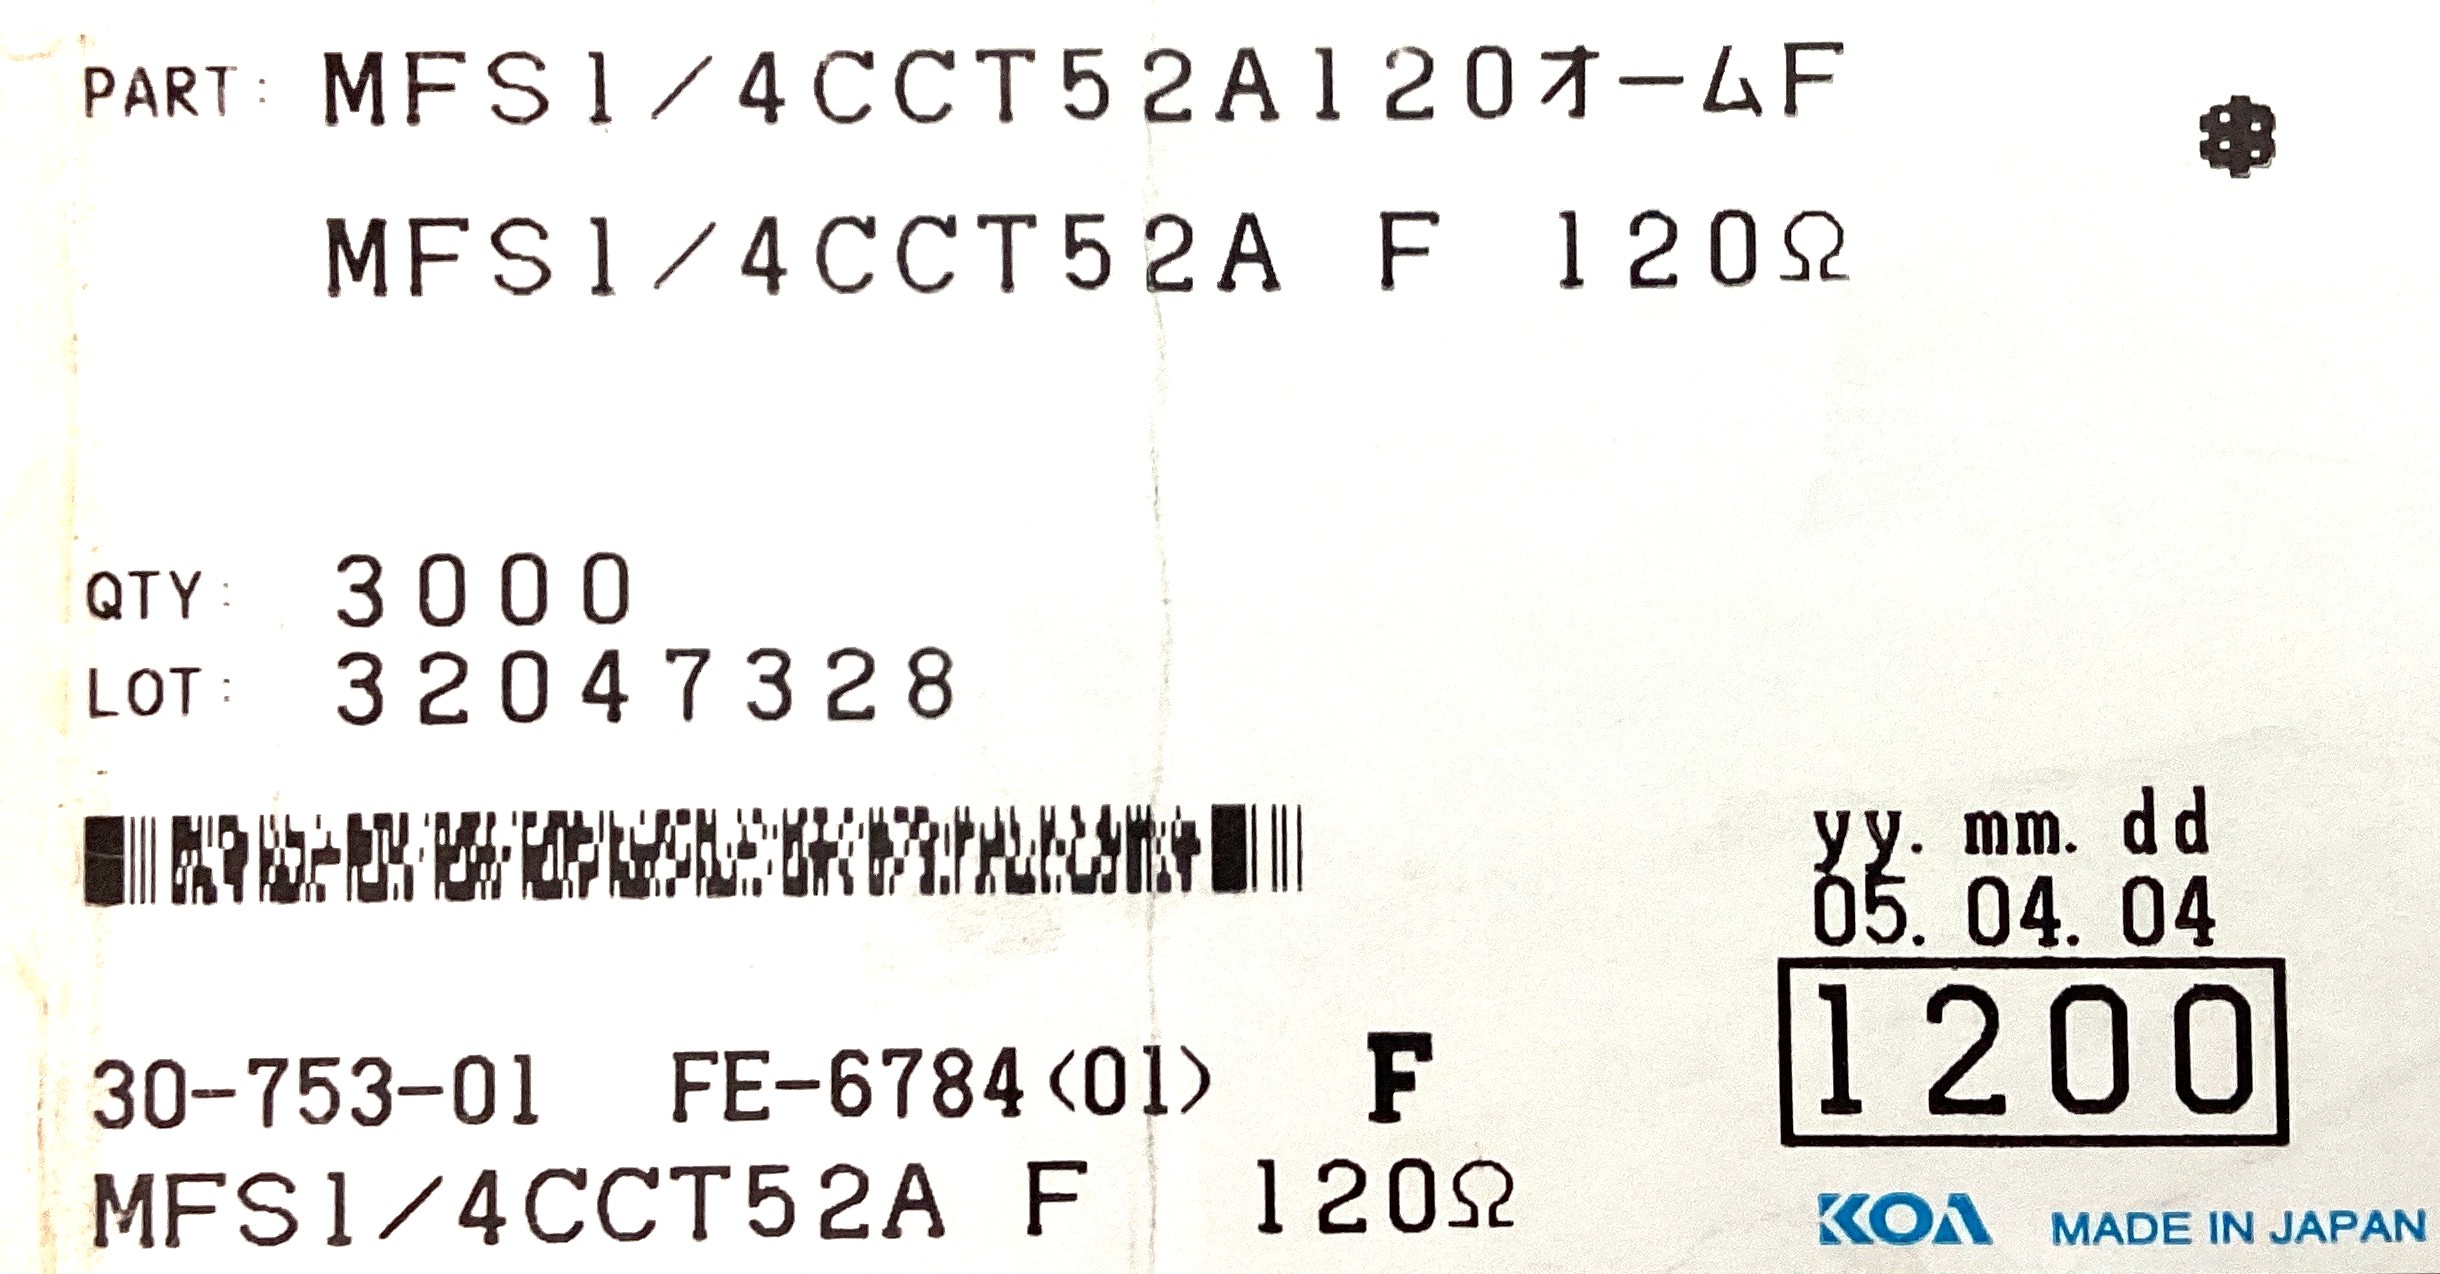 PART: MFS1/4CCT52A120オームF
MFS1/4CCT52A F 120Ω
QTY: 3000
LOT: 32047328
yy. mm. dd
05. 04. 04
1200
30-753-01 FE-6784<01> F
MFS1/4CCT52A F 120Ω
KOA MADE IN JAPAN